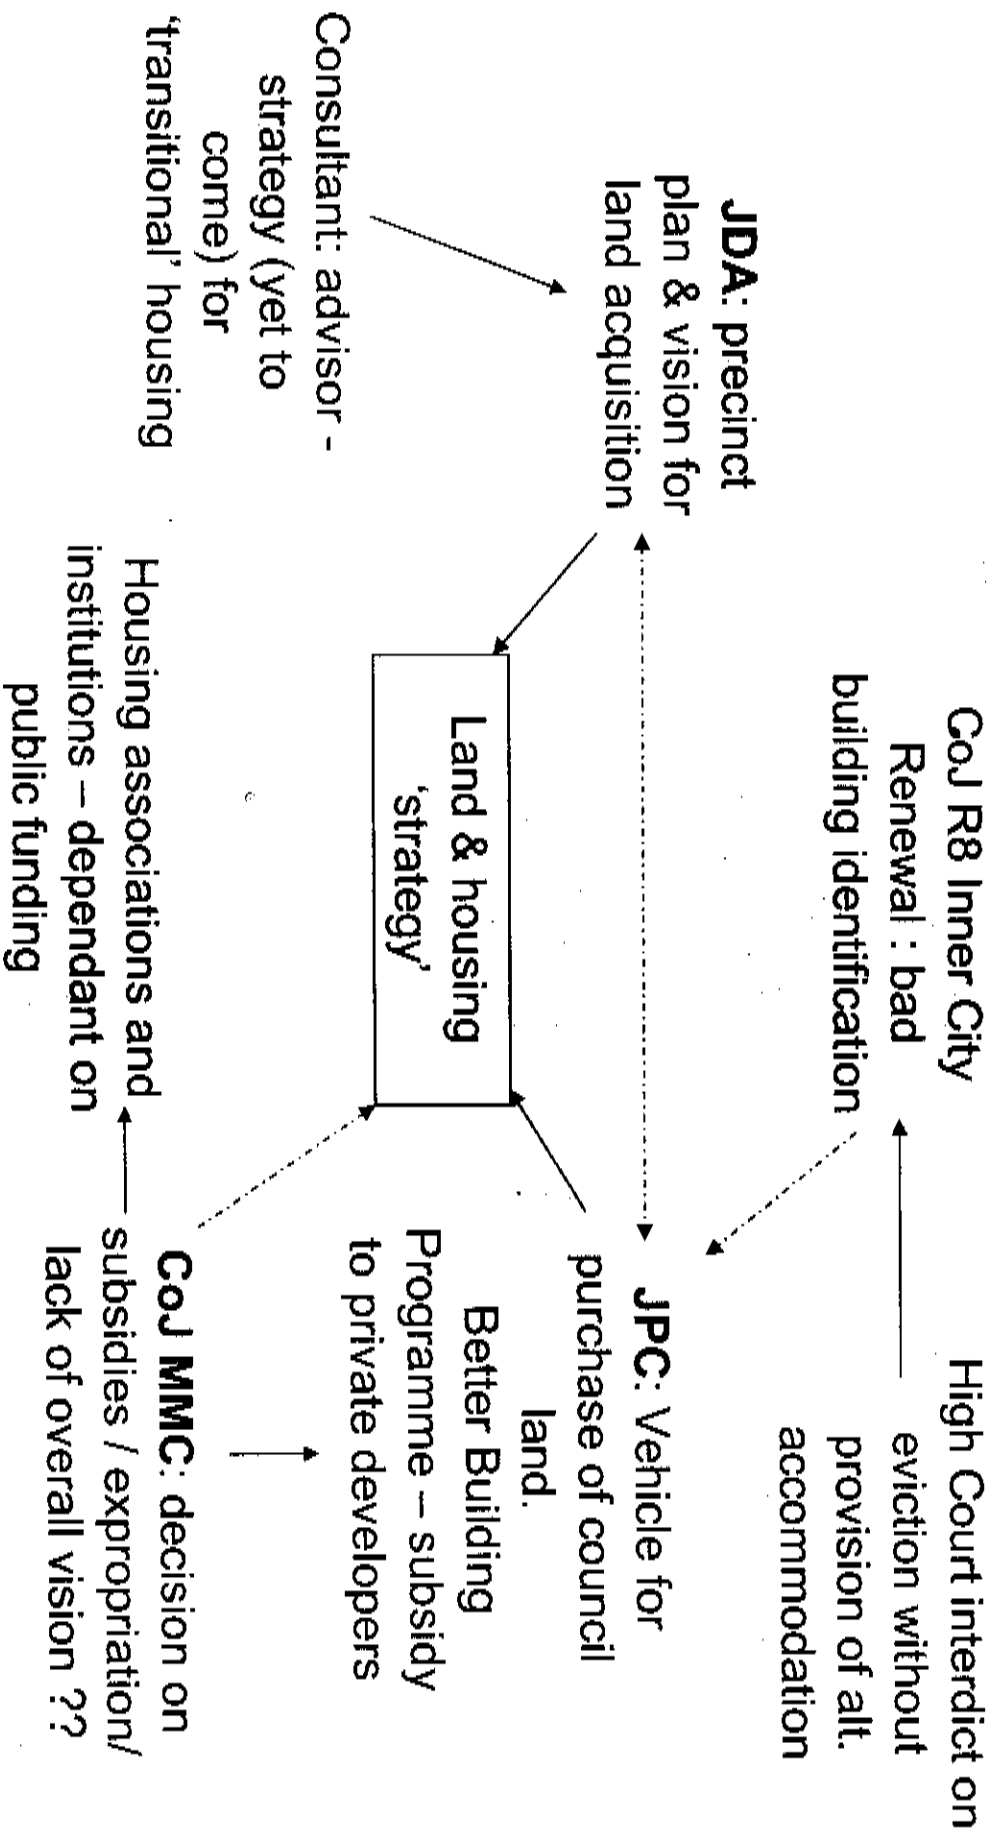 CoJ R8 Inner City
Renewal : bad
building identification
High Court interdict on
eviction without
provision of alt.
accommodation
JDA: precinct
plan & vision for
land acquisition
JPC: Vehicle for
purchase of council
land.
Better Building
Programme – subsidy
to private developers
Land & housing
‘strategy’
Consultant: advisor -
strategy (yet to
come) for
‘transitional’ housing
Housing associations and
institutions – dependant on
public funding
CoJ MMC: decision on
subsidies / expropriation/
lack of overall vision ??